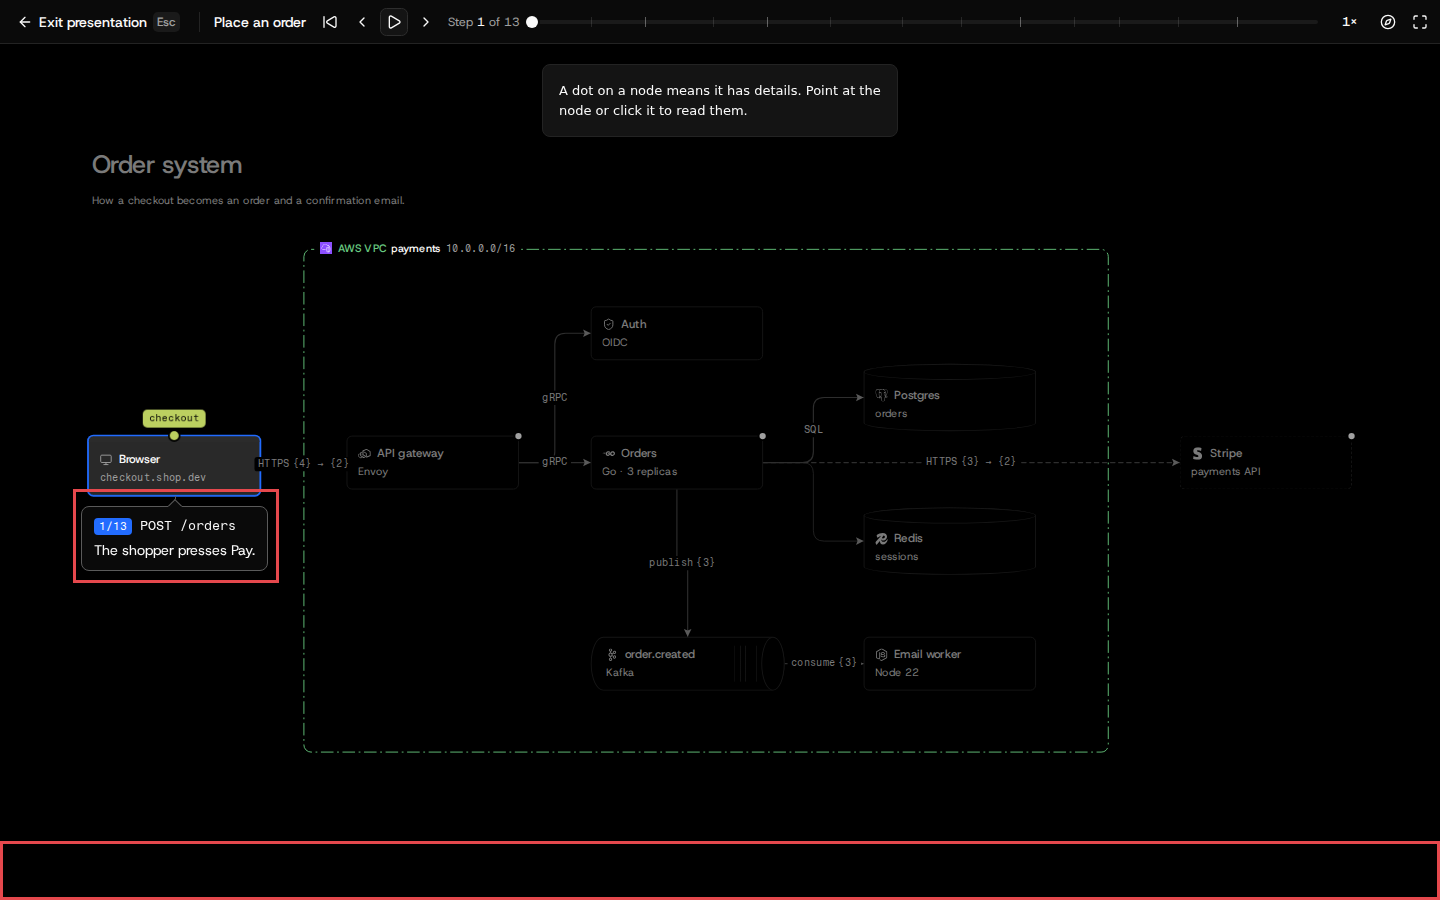 Exit presentation Esc
Place an order
Step 1 of 13
1×
A dot on a node means it has details. Point at the
node or click it to read them.
Order system
How a checkout becomes an order and a confirmation email.
AWS VPC payments 10.0.0.0/16
Auth
OIDC
gRPC
Postgres
orders
checkout
SQL
Browser
checkout.shop.dev
HTTPS {4} → {2}
API gateway
Envoy
gRPC
Orders
Go · 3 replicas
HTTPS {3} → {2}
Stripe
payments API
1/13 POST /orders
The shopper presses Pay.
Redis
sessions
publish {3}
order.created
Kafka
consume {3}
Email worker
Node 22